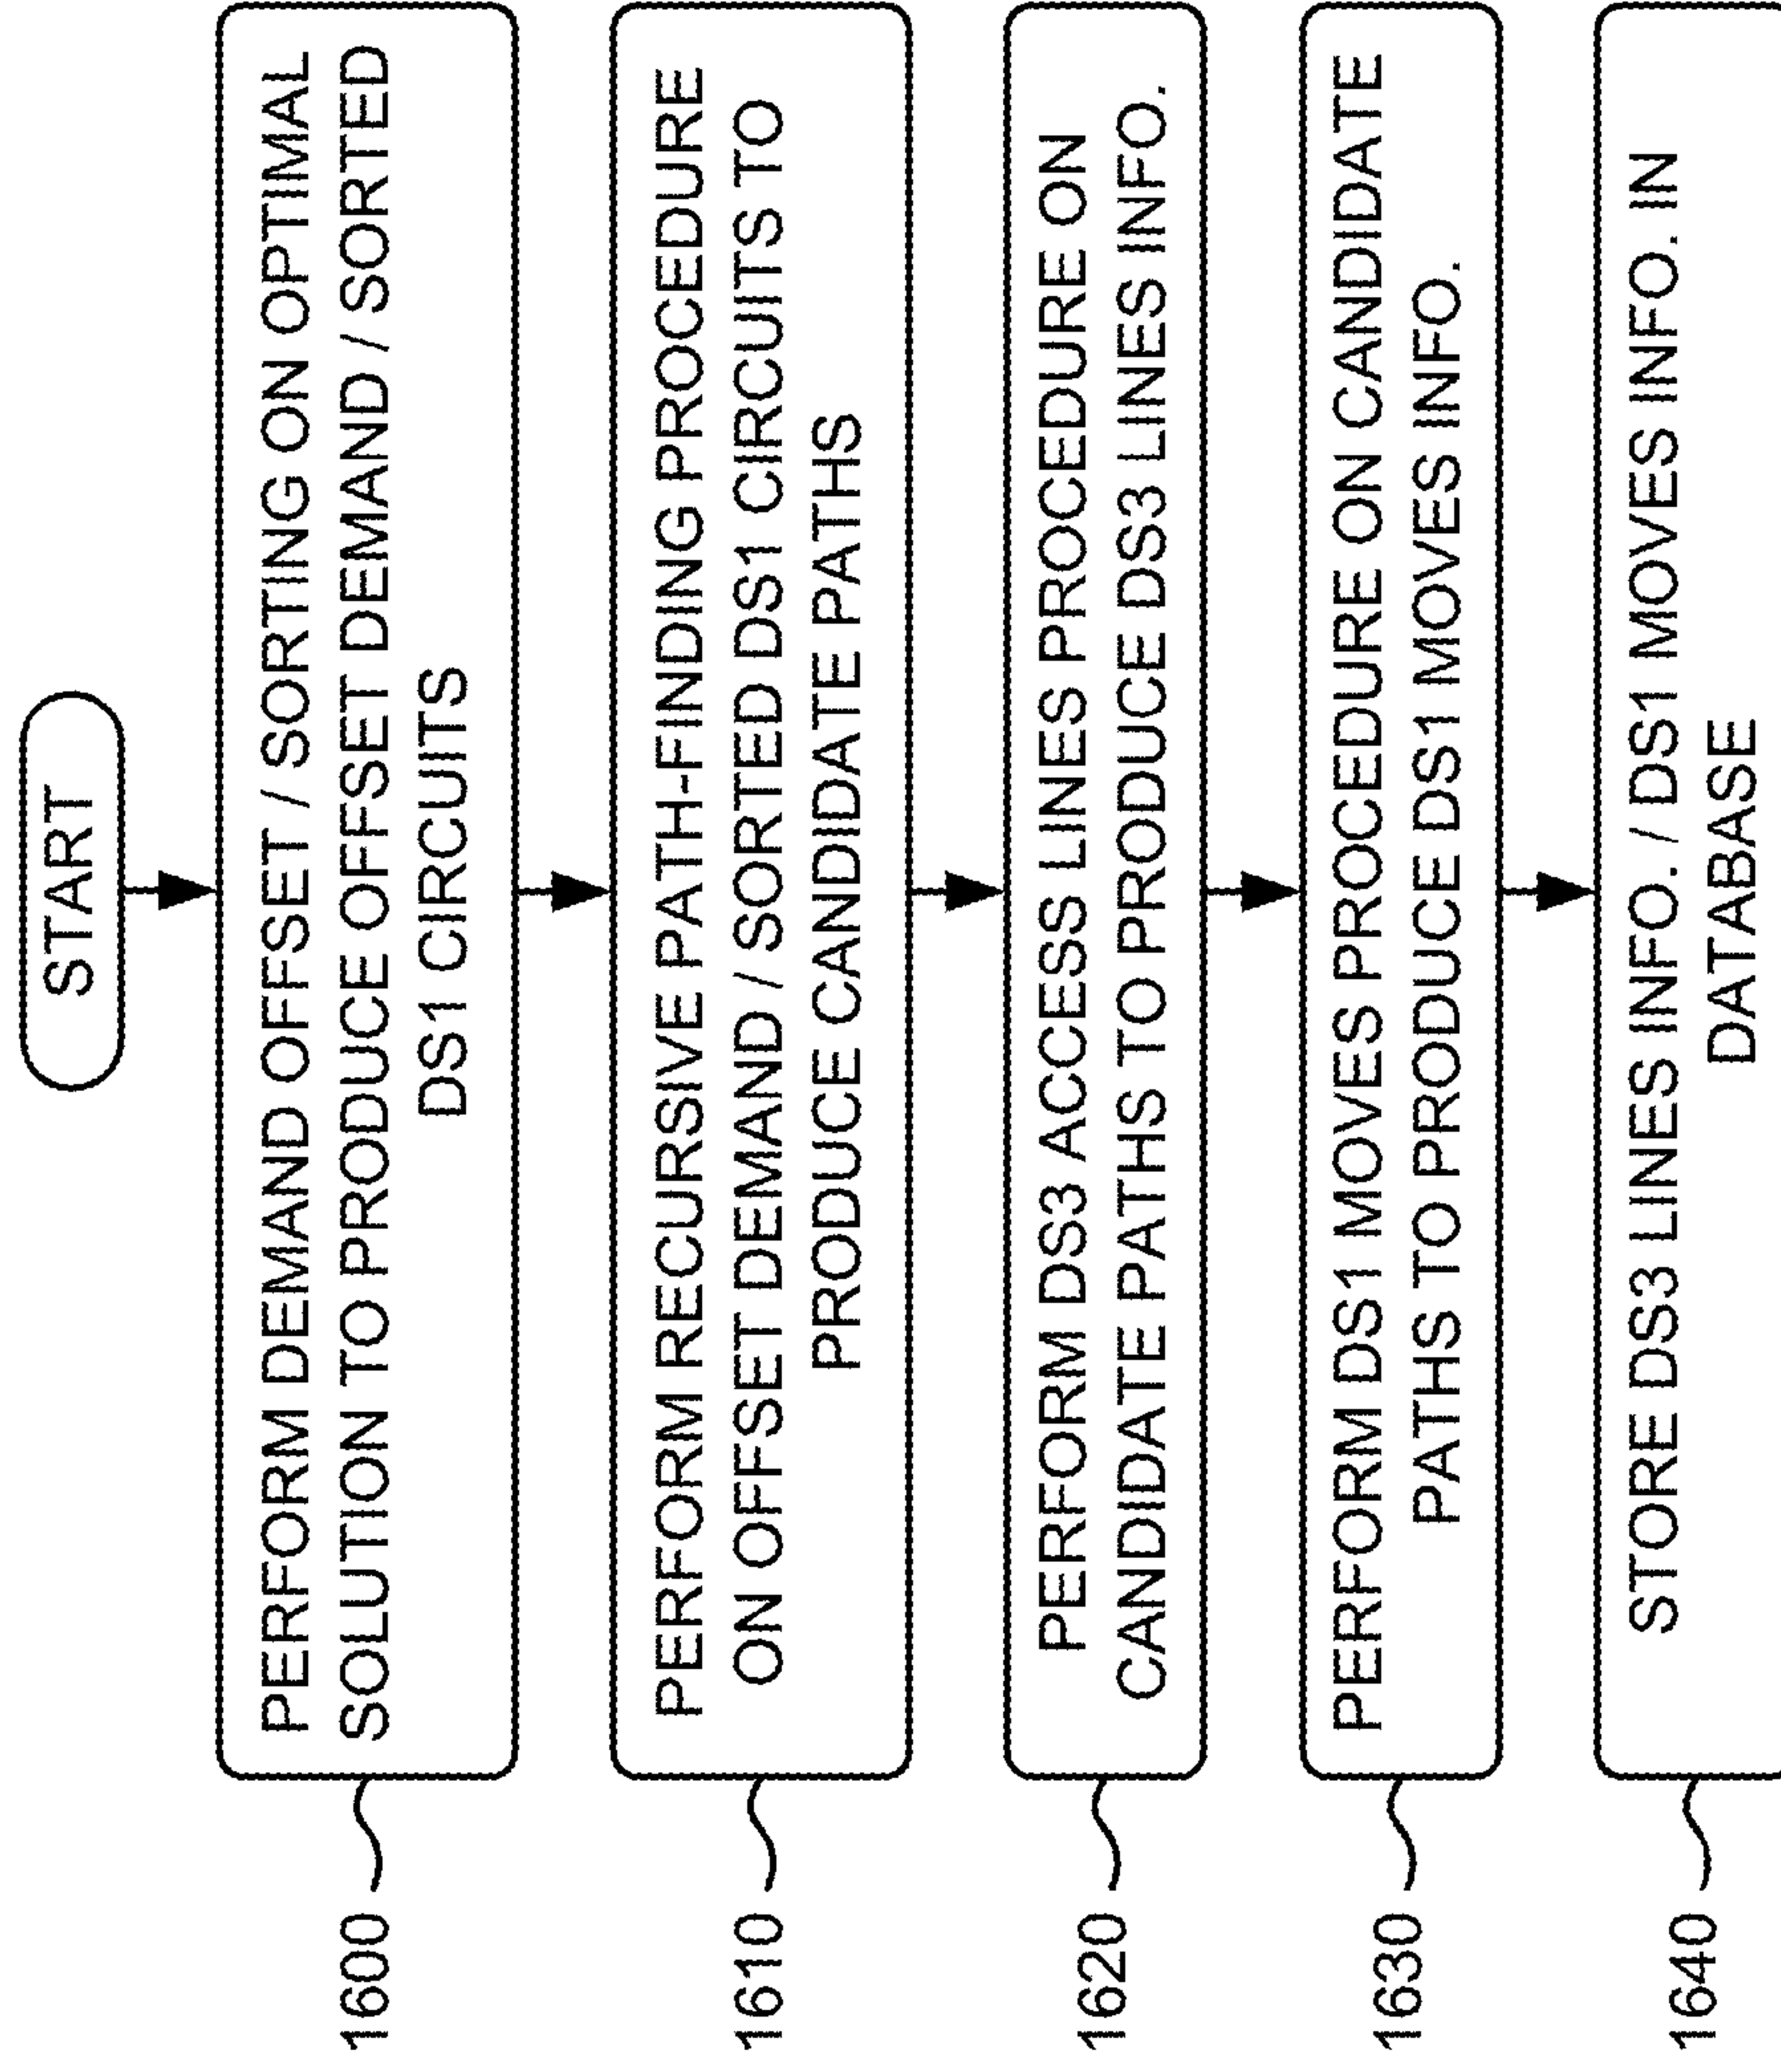 START
PERFORM DEMAND OFFSET / SORTING ON OPTIMAL
SOLUTION TO PRODUCE OFFSET DEMAND / SORTED
DS1 CIRCUITS
1600
PERFORM RECURSIVE PATH-FINDING PROCEDURE
ON OFFSET DEMAND / SORTED DS1 CIRCUITS TO
PRODUCE CANDIDATE PATHS
1610
PERFORM DS3 ACCESS LINES PROCEDURE ON
CANDIDATE PATHS TO PRODUCE DS3 LINES INFO.
1620
PERFORM DS1 MOVES PROCEDURE ON CANDIDATE
PATHS TO PRODUCE DS1 MOVES INFO.
1630
STORE DS3 LINES INFO. / DS1 MOVES INFO. IN
DATABASE
1640